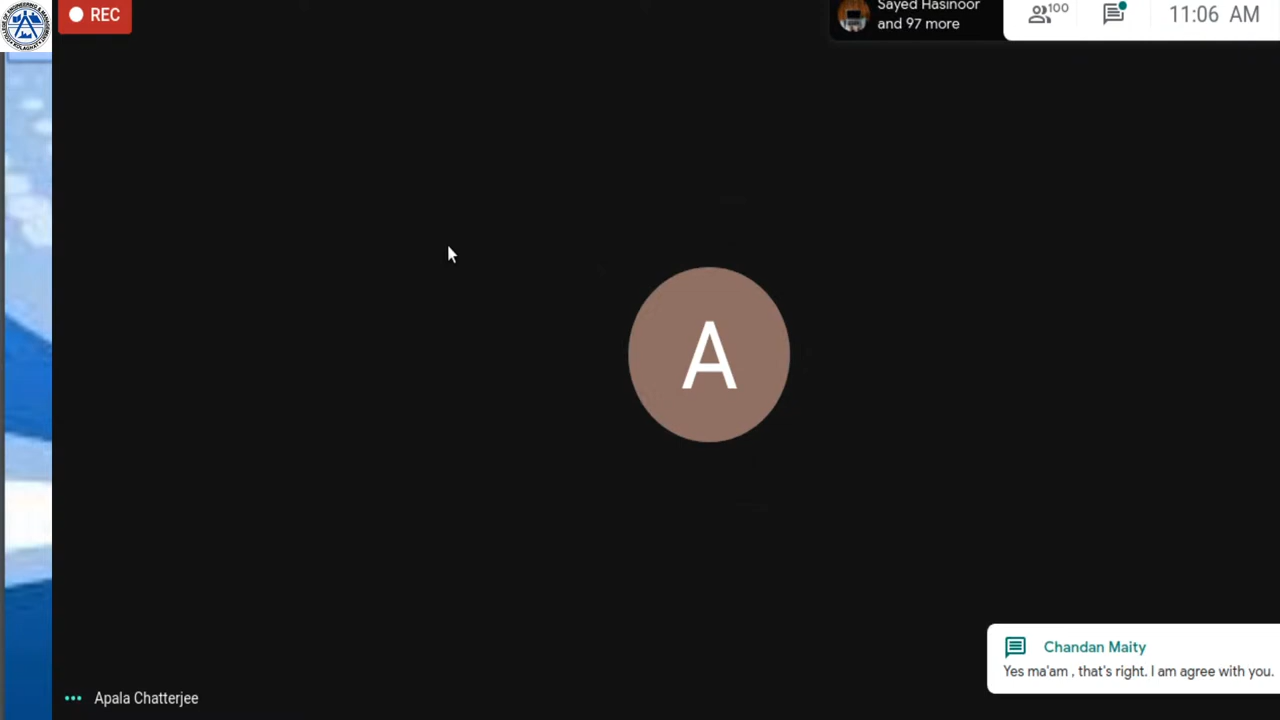 REC
Sayed Hasinoor
and 97 more
100
11:06 AM
A
Chandan Maity
Yes ma'am , that's right. I am agree with you.
Apala Chatterjee